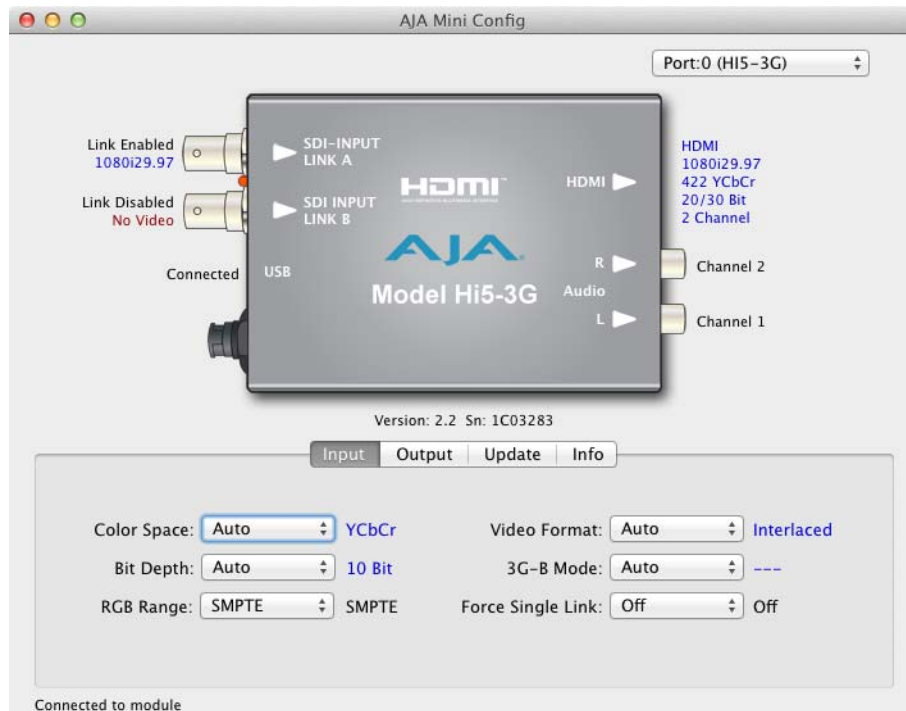 AJA Mini Config
Port:0 (HI5-3G)
Link Enabled
1080i29.97
Link Disabled
No Video
Connected
SDI-INPUT
LINK A
SDI INPUT
LINK B
USB
HDMI
AJA
Model Hi5-3G
HDMI
R
Audio
L
HDMI
1080i29.97
422 YCbCr
20/30 Bit
2 Channel
Channel 2
Channel 1
Version: 2.2 Sn: 1C03283
Input Output Update Info
Color Space: Auto YCbCr Video Format: Auto Interlaced
Bit Depth: Auto 10 Bit 3G-B Mode: Auto ---
RGB Range: SMPTE SMPTE Force Single Link: Off Off
Connected to module